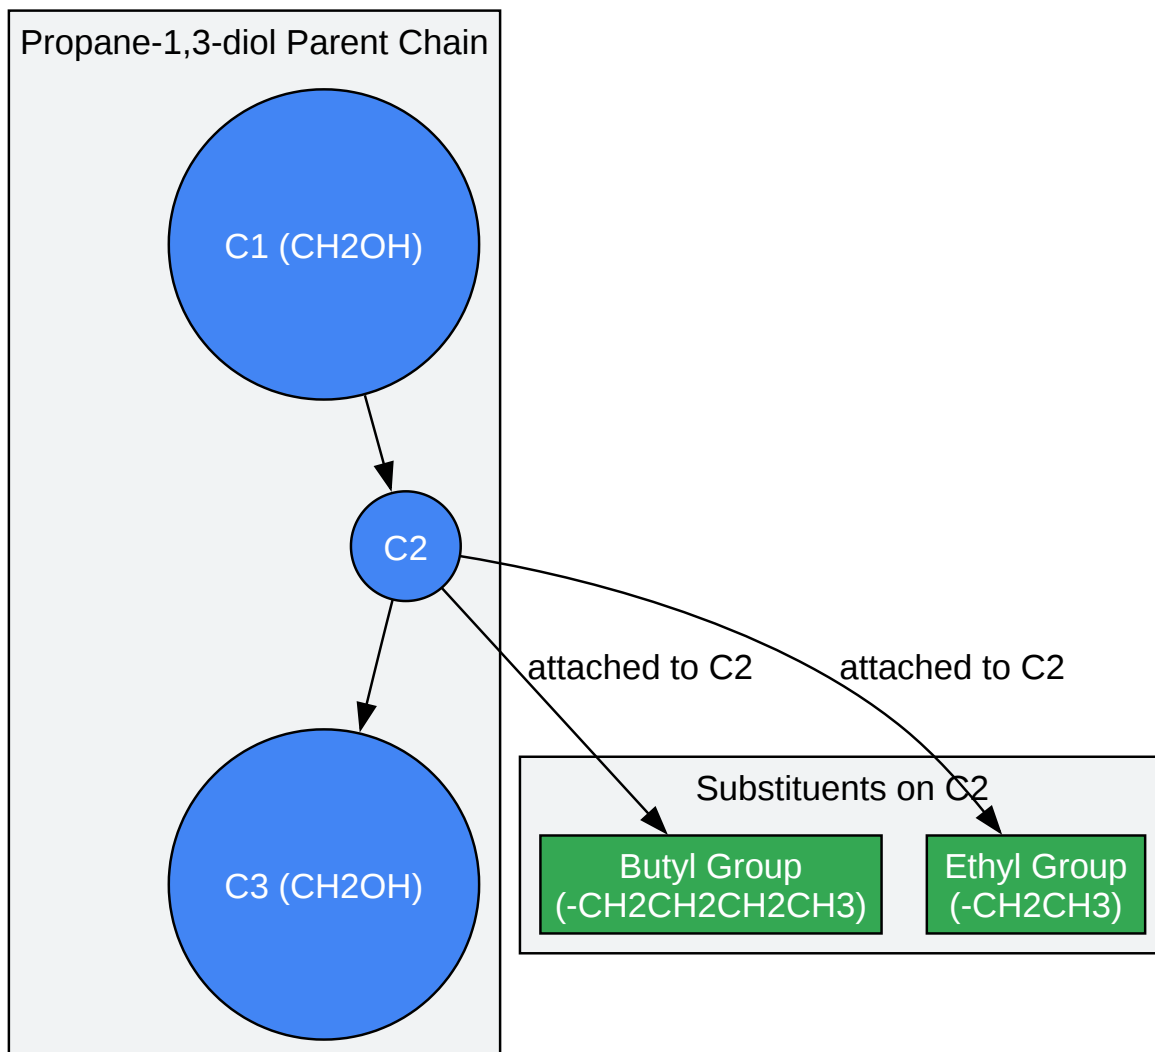 Propane-1,3-diol Parent Chain
C1 (CH2OH)
C2
attached to C2
attached to C2
Substituents on C2
Butyl Group
(-CH2CH2CH2CH3)
Ethyl Group
(-CH2CH3)
C3 (CH2OH)